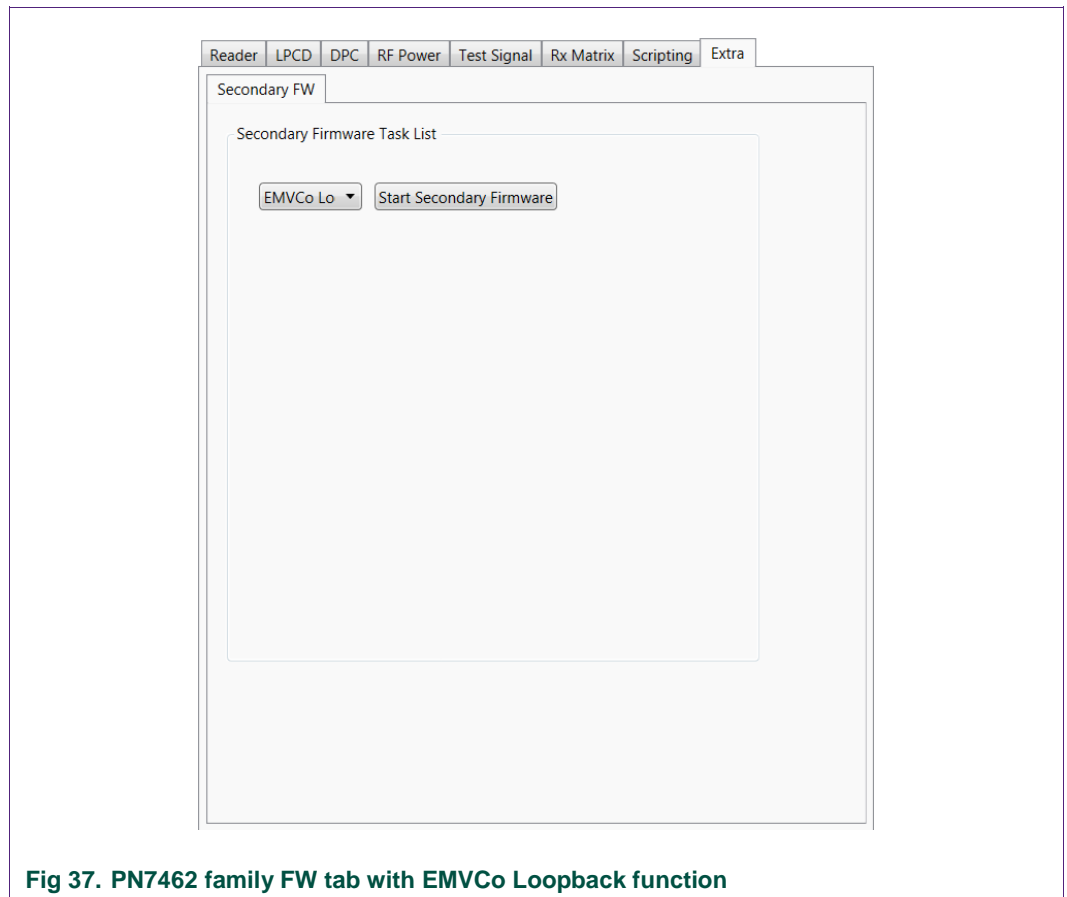 Reader LPCD DPC RF Power Test Signal Rx Matrix Scripting Extra
Secondary FW
Secondary Firmware Task List
EMVCo Lo Start Secondary Firmware
Fig 37. PN7462 family FW tab with EMVCo Loopback function